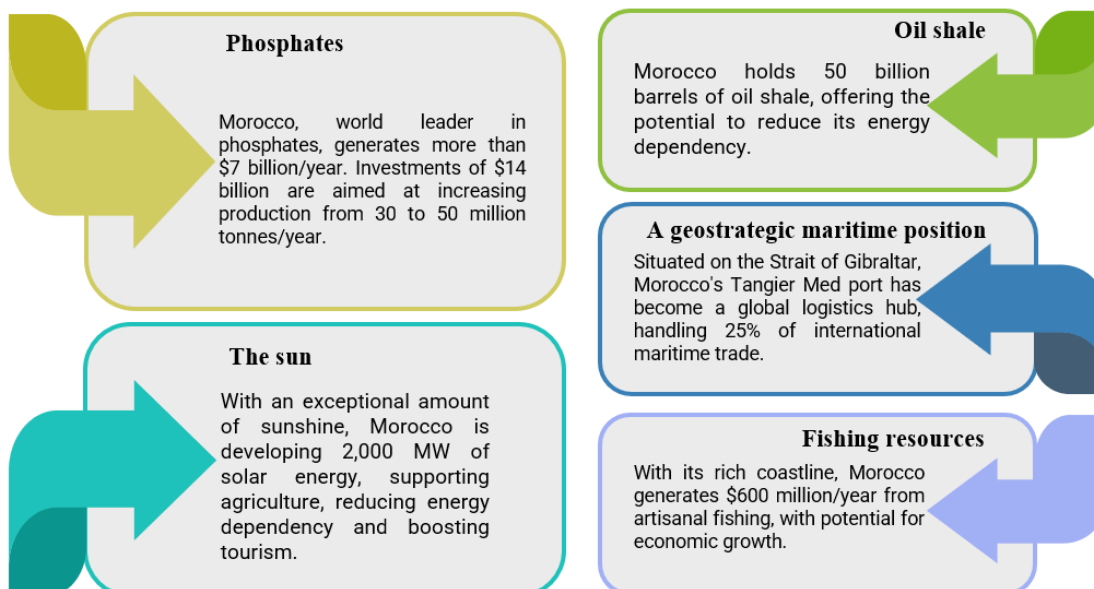 Phosphates
Morocco, world leader in
phosphates, generates more than
$7 billion/year. Investments of $14
billion are aimed at increasing
production from 30 to 50 million
tonnes/year.
The sun
With an exceptional amount
of sunshine, Morocco is
developing 2,000 MW of
solar energy, supporting
agriculture, reducing energy
dependency and boosting
tourism.
Oil shale
Morocco holds 50 billion
barrels of oil shale, offering the
potential to reduce its energy
dependency.
A geostrategic maritime position
Situated on the Strait of Gibraltar,
Morocco's Tangier Med port has
become a global logistics hub,
handling 25% of international
maritime trade.
Fishing resources
With its rich coastline, Morocco
generates $600 million/year from
artisanal fishing, with potential for
economic growth.